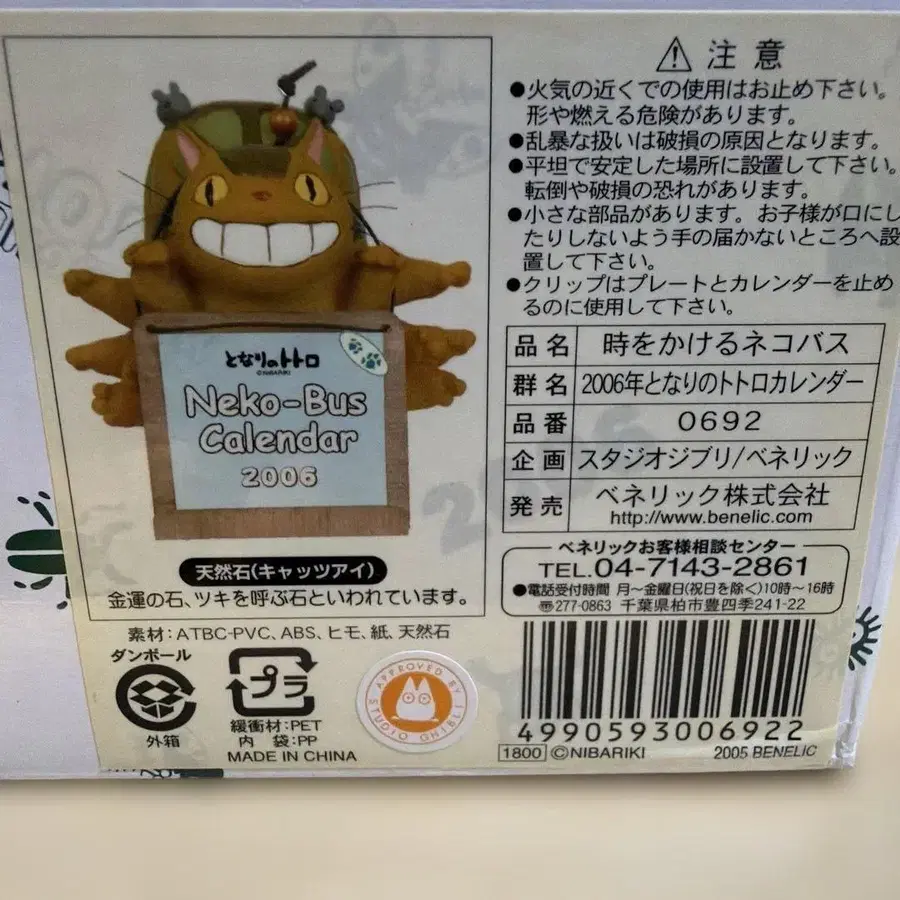 となりのトトロ
©NIBARIKI
Neko-Bus
Calendar
2006
天然石(キャッツアイ)
金運の石、ツキを呼ぶ石といわれています。
素材:ATBC-PVC、ABS、ヒモ、紙、天然石
ダンボール
外箱
プラ
緩衝材:PET
内 袋:PP
MADE IN CHINA
APPROVED BY
STUDIO GHIBLI
注 意
●火気の近くでの使用はお止め下さい。
形や燃える危険があります。
●乱暴な扱いは破損の原因となります。
●平坦で安定した場所に設置して下さい。
転倒や破損の恐れがあります。
●小さな部品があります。お子様が口にし
たりしないよう手の届かないところへ設
置して下さい。
●クリップはプレートとカレンダーを止め
るのに使用して下さい。
品 名 時をかけるネコバス
群 名 2006年となりのトトロカレンダー
品 番 0692
企 画 スタジオジブリ/ベネリック
発 売 ベネリック株式会社
http://www.benelic.com
ベネリックお客様相談センター
TEL.04-7143-2861
●電話受付時間 月〜金曜日(祝日を除く)10時〜16時
〒277-0863 千葉県柏市豊四季241-22
4990593006922
1800 ©NIBARIKI 2005 BENELIC